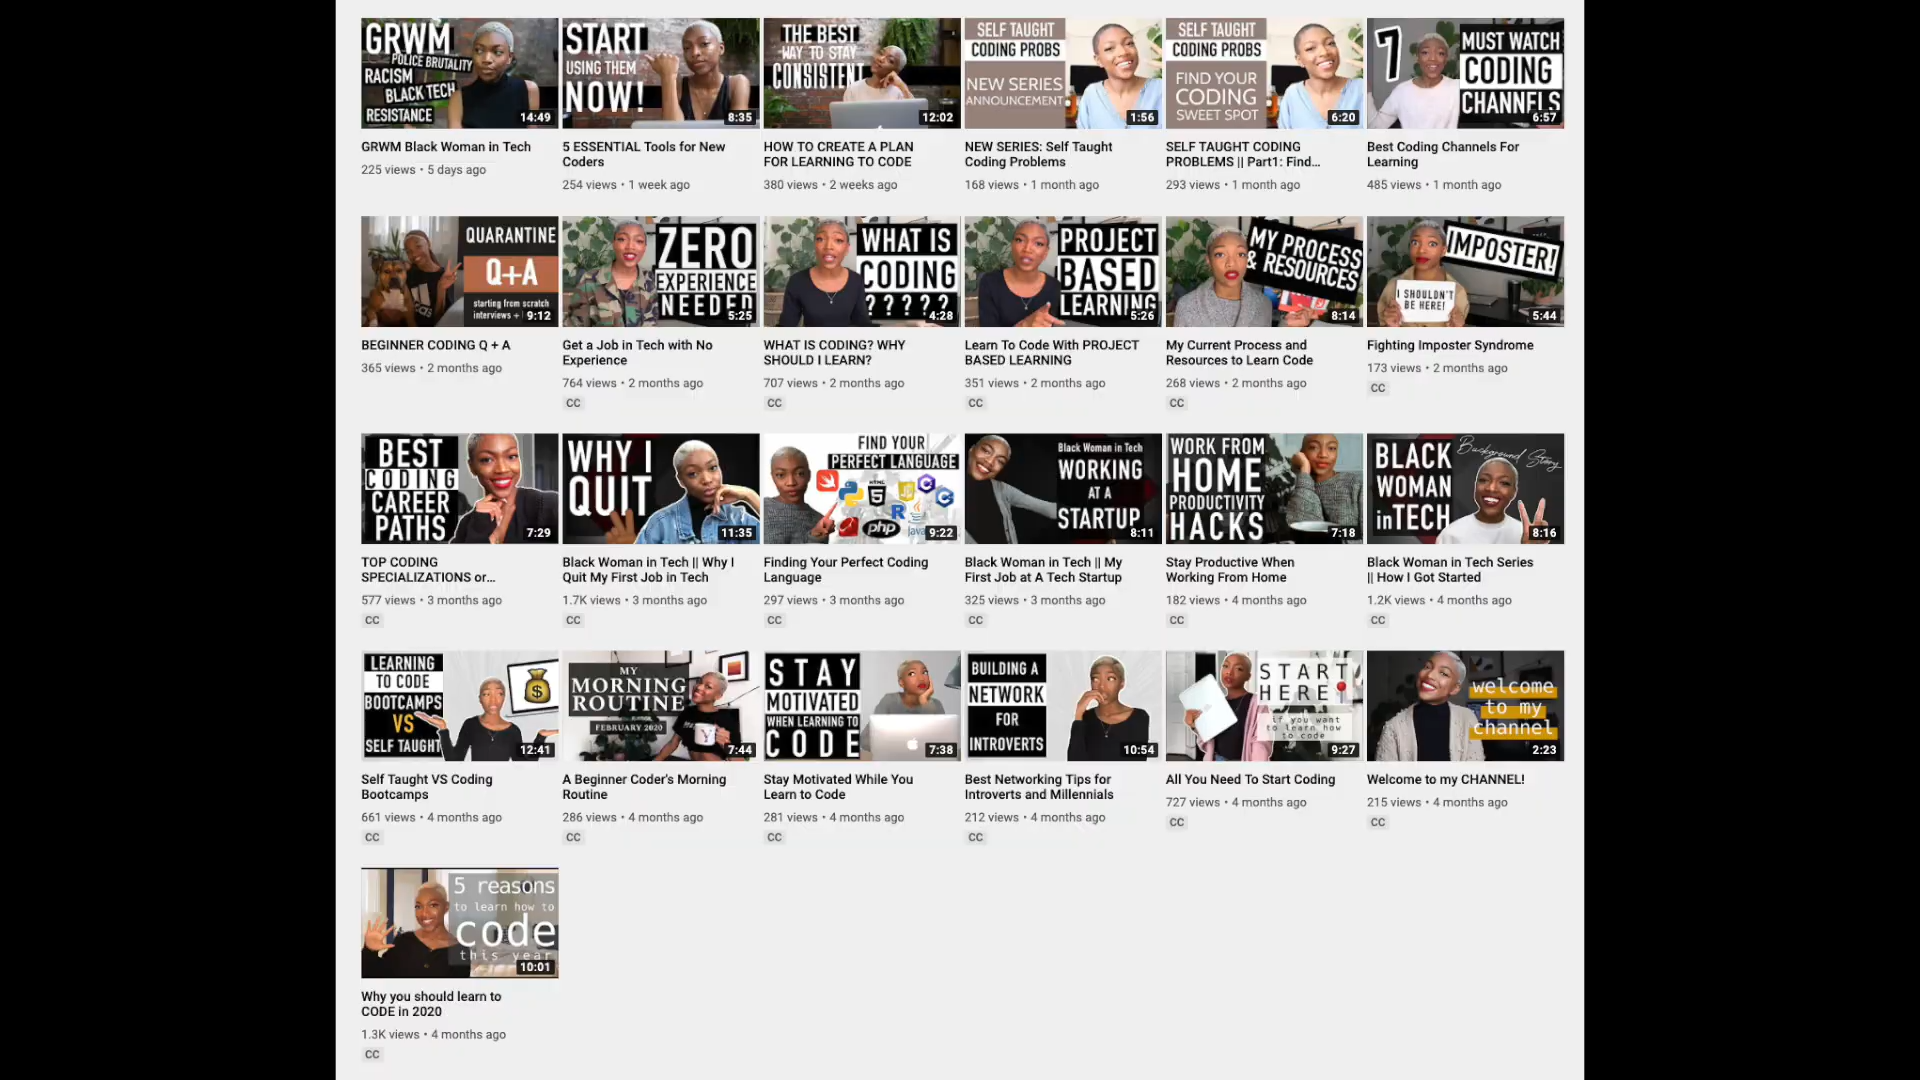 GRWM
POLICE BRUTALITY
RACISM
BLACK TECH
RESISTANCE
14:49
GRWM Black Woman in Tech
225 views • 5 days ago
START
USING THEM
NOW!
8:35
5 ESSENTIAL Tools for New
Coders
254 views • 1 week ago
THE BEST
WAY TO STAY
CONSISTENT
12:02
HOW TO CREATE A PLAN
FOR LEARNING TO CODE
380 views • 2 weeks ago
SELF TAUGHT
CODING PROBS
NEW SERIES
ANNOUNCEMENT
1:56
NEW SERIES: Self Taught
Coding Problems
168 views • 1 month ago
SELF TAUGHT
CODING PROBS
FIND YOUR
CODING
SWEET SPOT
6:20
SELF TAUGHT CODING
PROBLEMS || Part1: Find...
293 views • 1 month ago
7
MUST WATCH
CODING
CHANNELS
6:57
Best Coding Channels For
Learning
485 views • 1 month ago
QUARANTINE
Q+A
starting from scratch
interviews +
9:12
BEGINNER CODING Q + A
365 views • 2 months ago
ZERO
EXPERIENCE
NEEDED
5:25
Get a Job in Tech with No
Experience
764 views • 2 months ago
CC
WHAT IS
CODING
?????
4:28
WHAT IS CODING? WHY
SHOULD I LEARN?
707 views • 2 months ago
CC
PROJECT
BASED
LEARNING
5:26
Learn To Code With PROJECT
BASED LEARNING
351 views • 2 months ago
CC
MY PROCESS
& RESOURCES
8:14
My Current Process and
Resources to Learn Code
268 views • 2 months ago
CC
IMPOSTER!
I SHOULDN'T
BE HERE!
5:44
Fighting Imposter Syndrome
173 views • 2 months ago
CC
BEST
CODING
CAREER
PATHS
7:29
TOP CODING
SPECIALIZATIONS or...
577 views • 3 months ago
CC
WHY I
QUIT
11:35
Black Woman in Tech || Why I
Quit My First Job in Tech
1.7K views • 3 months ago
CC
FIND YOUR
PERFECT LANGUAGE
HTML
5
JS
C
C
R
php
Java
9:22
Finding Your Perfect Coding
Language
297 views • 3 months ago
CC
Black Woman in Tech
WORKING
AT A
STARTUP
8:11
Black Woman in Tech || My
First Job at A Tech Startup
325 views • 3 months ago
CC
WORK FROM
HOME
PRODUCTIVITY
HACKS
7:18
Stay Productive When
Working From Home
182 views • 4 months ago
CC
Background Story
BLACK
WOMAN
inTECH
8:16
Black Woman in Tech Series
|| How I Got Started
1.2K views • 4 months ago
CC
LEARNING
TO CODE
BOOTCAMPS
VS
SELF TAUGHT
$
12:41
Self Taught VS Coding
Bootcamps
661 views • 4 months ago
CC
MY
MORNING
ROUTINE
FEBRUARY 2020
Y
7:44
A Beginner Coder's Morning
Routine
286 views • 4 months ago
CC
STAY
MOTIVATED
WHEN LEARNING TO
CODE
7:38
Stay Motivated While You
Learn to Code
281 views • 4 months ago
CC
BUILDING A
NETWORK
FOR
INTROVERTS
10:54
Best Networking Tips for
Introverts and Millennials
212 views • 4 months ago
CC
START
HERE!
if you want
to learn how
to code
9:27
All You Need To Start Coding
727 views • 4 months ago
CC
welcome
to my
channel
2:23
Welcome to my CHANNEL!
215 views • 4 months ago
CC
5 reasons
to learn how to
code
this year
10:01
Why you should learn to
CODE in 2020
1.3K views • 4 months ago
CC